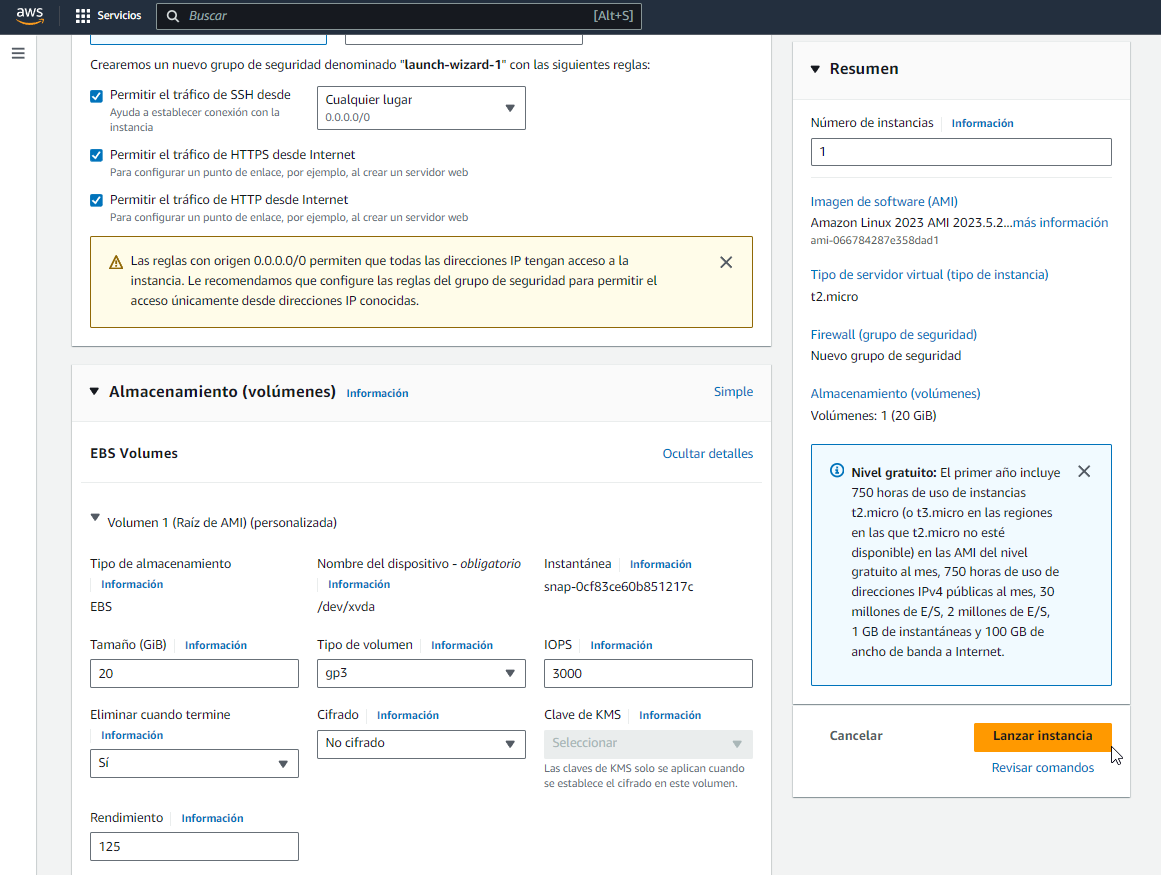 aws
Servicios
Buscar
[Alt+S]
Crearemos un nuevo grupo de seguridad denominado "launch-wizard-1" con las siguientes reglas:
Permitir el tráfico de SSH desde
Ayuda a establecer conexión con la
instancia
Cualquier lugar
0.0.0.0/0
Permitir el tráfico de HTTPS desde Internet
Para configurar un punto de enlace, por ejemplo, al crear un servidor web
Permitir el tráfico de HTTP desde Internet
Para configurar un punto de enlace, por ejemplo, al crear un servidor web
Las reglas con origen 0.0.0.0/0 permiten que todas las direcciones IP tengan acceso a la
instancia. Le recomendamos que configure las reglas del grupo de seguridad para permitir el
acceso únicamente desde direcciones IP conocidas.
Almacenamiento (volúmenes) Información
Simple
EBS Volumes
Ocultar detalles
Volumen 1 (Raíz de AMI) (personalizada)
Tipo de almacenamiento
Información
EBS
Nombre del dispositivo - obligatorio
Información
/dev/xvda
Instantánea Información
snap-0cf83ce60b851217c
Tamaño (GiB) Información
20
Tipo de volumen Información
gp3
IOPS Información
3000
Eliminar cuando termine
Información
Sí
Cifrado Información
No cifrado
Clave de KMS Información
Seleccionar
Las claves de KMS solo se aplican cuando
se establece el cifrado en este volumen.
Rendimiento Información
125
Resumen
Número de instancias Información
1
Imagen de software (AMI)
Amazon Linux 2023 AMI 2023.5.2...más información
ami-066784287e358dad1
Tipo de servidor virtual (tipo de instancia)
t2.micro
Firewall (grupo de seguridad)
Nuevo grupo de seguridad
Almacenamiento (volúmenes)
Volúmenes: 1 (20 GiB)
Nivel gratuito: El primer año incluye
750 horas de uso de instancias
t2.micro (o t3.micro en las regiones
en las que t2.micro no esté
disponible) en las AMI del nivel
gratuito al mes, 750 horas de uso de
direcciones IPv4 públicas al mes, 30
millones de E/S, 2 millones de E/S,
1 GB de instantáneas y 100 GB de
ancho de banda a Internet.
Cancelar
Lanzar instancia
Revisar comandos